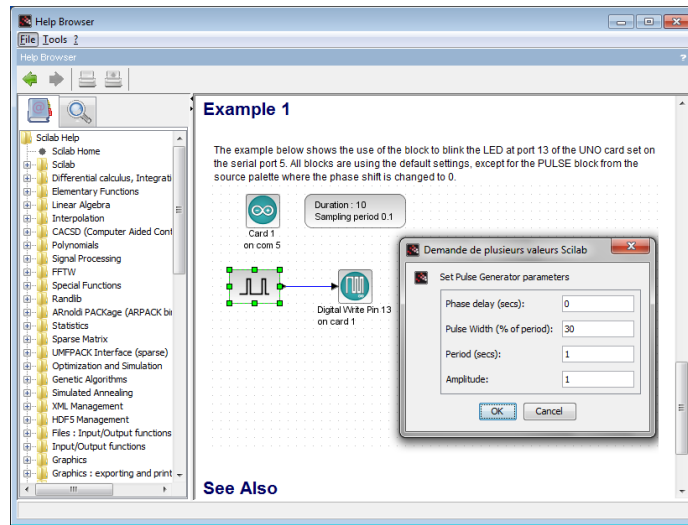 Help Browser
File Tools ?
Help Browser ?
Scilab Help
Scilab Home
Scilab
Differential calculus, Integrati
Elementary Functions
Linear Algebra
Interpolation
CACSD (Computer Aided Cont
Polynomials
Signal Processing
FFTW
Special Functions
Randlib
ARnoldi PACKage (ARPACK bi
Statistics
Sparse Matrix
UMFPACK Interface (sparse)
Optimization and Simulation
Genetic Algorithms
Simulated Annealing
XML Management
HDF5 Management
Files : Input/Output functions
Input/Output functions
Graphics
Graphics : exporting and print
Example 1
The example below shows the use of the block to blink the LED at port 13 of the UNO card set on
the serial port 5. All blocks are using the default settings, except for the PULSE block from the
source palette where the phase shift is changed to 0.
Card 1
on com 5
Duration : 10
Sampling period 0.1
Digital Write Pin 13
on card 1
Demande de plusieurs valeurs Scilab
Set Pulse Generator parameters
Phase delay (secs): 0
Pulse Width (% of period): 30
Period (secs): 1
Amplitude: 1
OK Cancel
See Also